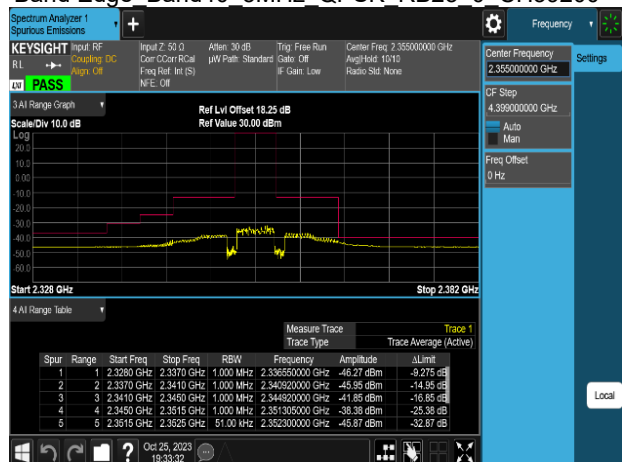 Spectrum Analyzer 1
Spurious Emissions
Frequency
KEYSIGHT
RL
LXI
PASS
Input: RF
Coupling: DC
Align: Off
Input Z: 50 Ω
Corr CCorr RCal
Freq Ref: Int (S)
NFE: Off
Atten: 30 dB
µW Path: Standard
Trig: Free Run
Gate: Off
IF Gain: Low
Center Freq: 2.355000000 GHz
Avg|Hold: 10/10
Radio Std: None
Center Frequency
2.355000000 GHz
Settings
CF Step
4.399000000 GHz
Auto
Man
Freq Offset
0 Hz
Local
3 All Range Graph
Scale/Div 10.0 dB
Ref Lvl Offset 18.25 dB
Ref Value 30.00 dBm
Log
20.0
10.0
0.00
-10.0
-20.0
-30.0
-40.0
-50.0
-60.0
Start 2.328 GHz
Stop 2.382 GHz
4 All Range Table
Measure Trace Trace 1
Trace Type Trace Average (Active)
Spur Range Start Freq Stop Freq RBW Frequency Amplitude ΔLimit
1 1 2.3280 GHz 2.3370 GHz 1.000 MHz 2.336550000 GHz -46.27 dBm -9.275 dB
2 2 2.3370 GHz 2.3410 GHz 1.000 MHz 2.340920000 GHz -45.95 dBm -14.95 dB
3 3 2.3410 GHz 2.3450 GHz 1.000 MHz 2.344920000 GHz -41.85 dBm -16.85 dB
4 4 2.3450 GHz 2.3515 GHz 1.000 MHz 2.351305000 GHz -38.38 dBm -25.38 dB
5 5 2.3515 GHz 2.3525 GHz 51.00 kHz 2.352300000 GHz -45.87 dBm -32.87 dB
Oct 25, 2023
19:33:32